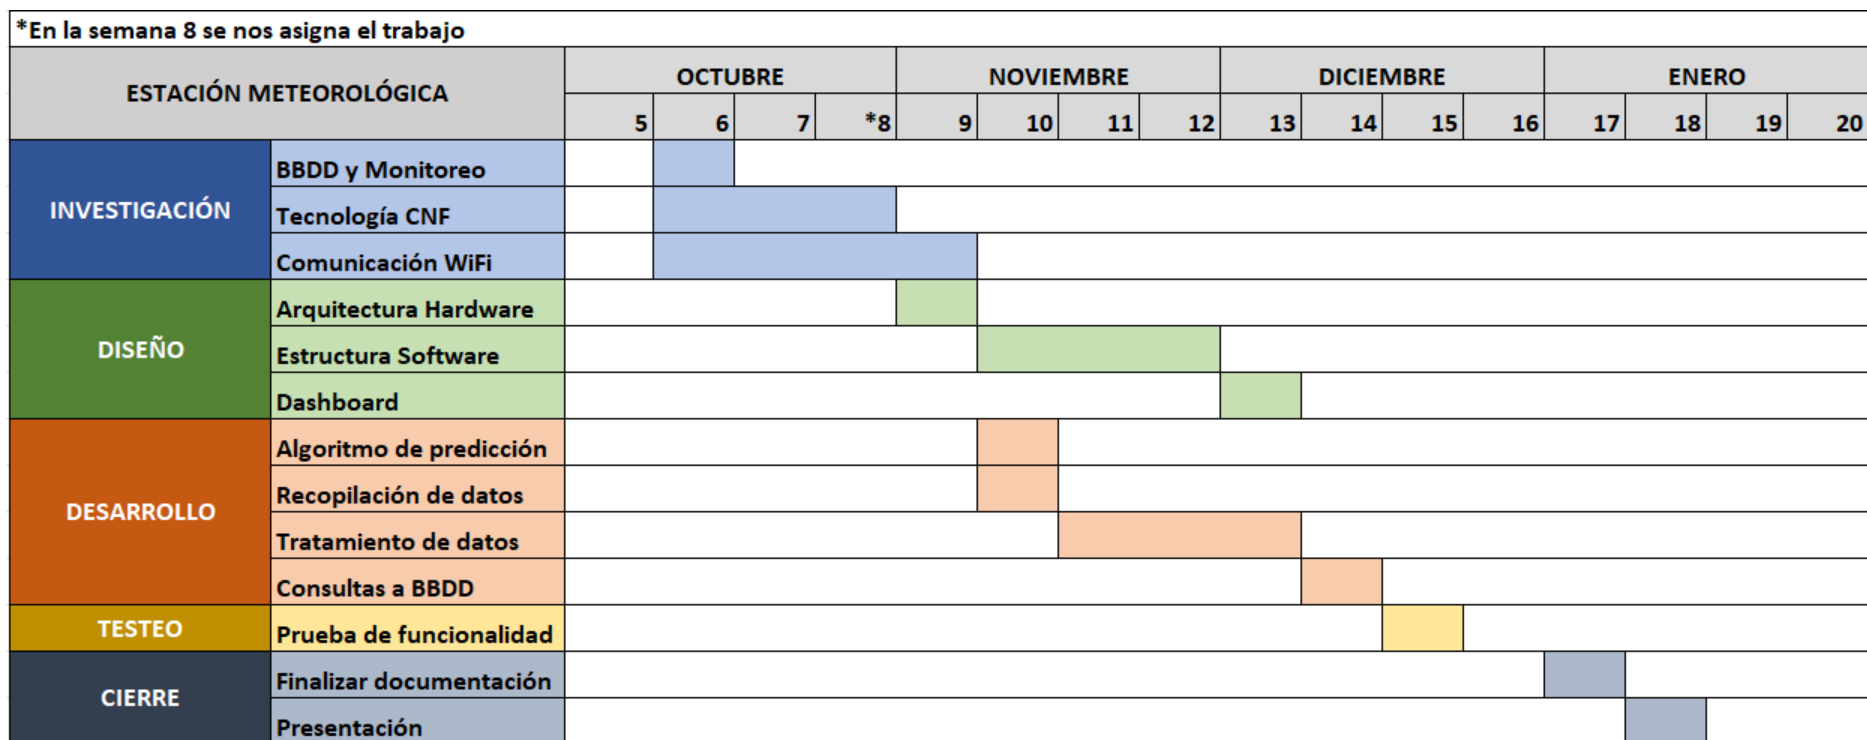 *En la semana 8 se nos asigna el trabajo
ESTACIÓN METEOROLÓGICA
OCTUBRE NOVIEMBRE DICIEMBRE ENERO
5 6 7 *8 9 10 11 12 13 14 15 16 17 18 19 20
INVESTIGACIÓN
BBDD y Monitoreo
Tecnología CNF
Comunicación WiFi
DISEÑO
Arquitectura Hardware
Estructura Software
Dashboard
DESARROLLO
Algoritmo de predicción
Recopilación de datos
Tratamiento de datos
Consultas a BBDD
TESTEO
Prueba de funcionalidad
CIERRE
Finalizar documentación
Presentación